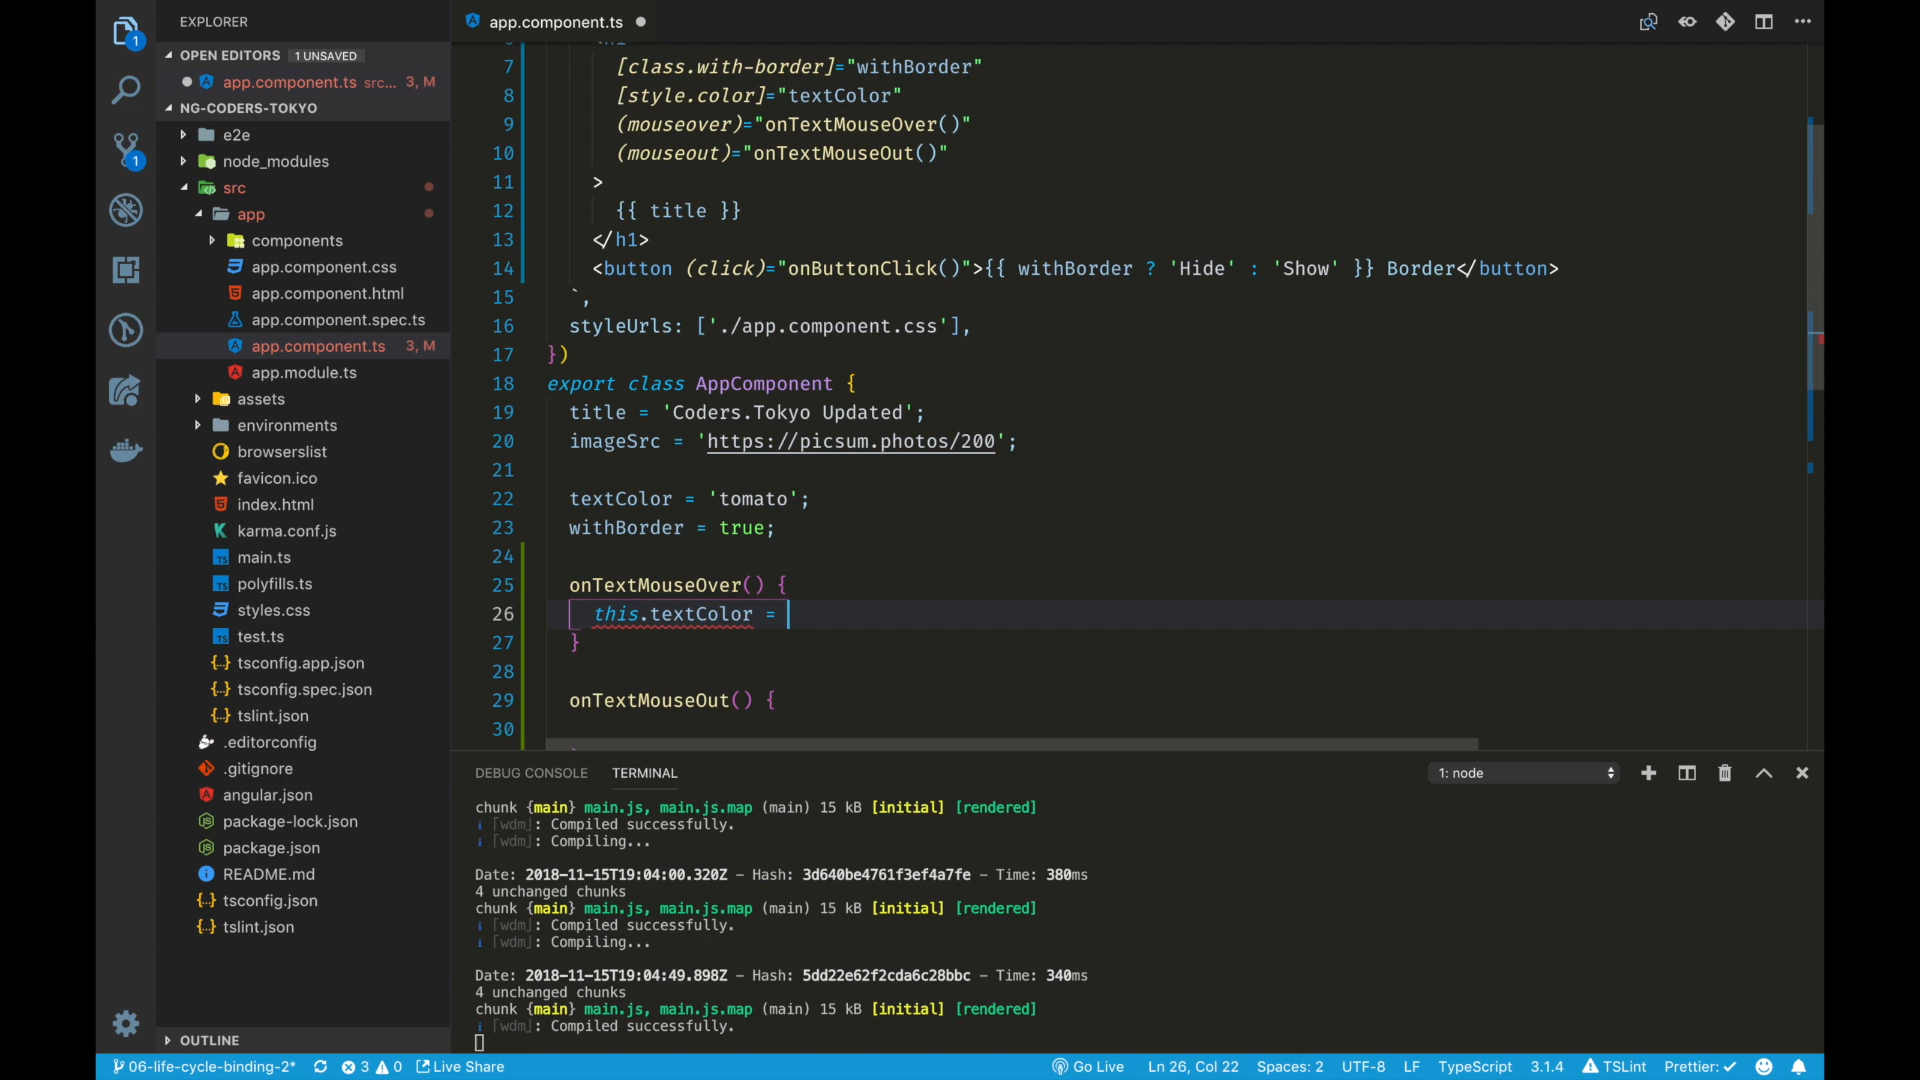 EXPLORER
OPEN EDITORS 1 UNSAVED
app.component.ts src... 3, M
NG-CODERS-TOKYO
e2e
node_modules
src
app
components
app.component.css
app.component.html
app.component.spec.ts
app.component.ts 3, M
app.module.ts
assets
environments
browserslist
favicon.ico
index.html
karma.conf.js
main.ts
polyfills.ts
styles.css
test.ts
tsconfig.app.json
tsconfig.spec.json
tslint.json
.editorconfig
.gitignore
angular.json
package-lock.json
package.json
README.md
tsconfig.json
tslint.json
OUTLINE
app.component.ts
7 [class.with-border]="withBorder"
8 [style.color]="textColor"
9 (mouseover)="onTextMouseOver()"
10 (mouseout)="onTextMouseOut()"
11 >
12 {{ title }}
13 </h1>
14 <button (click)="onButtonClick()">{{ withBorder ? 'Hide' : 'Show' }} Border</button>
15 `,
16 styleUrls: ['./app.component.css'],
17 })
18 export class AppComponent {
19 title = 'Coders.Tokyo Updated';
20 imageSrc = 'https://picsum.photos/200';
21
22 textColor = 'tomato';
23 withBorder = true;
24
25 onTextMouseOver() {
26 this.textColor =
27 }
28
29 onTextMouseOut() {
30
DEBUG CONSOLE TERMINAL 1: node
chunk {main} main.js, main.js.map (main) 15 kB [initial] [rendered]
i ｢wdm｣: Compiled successfully.
i ｢wdm｣: Compiling...
Date: 2018-11-15T19:04:00.320Z - Hash: 3d640be4761f3ef4a7fe - Time: 380ms
4 unchanged chunks
chunk {main} main.js, main.js.map (main) 15 kB [initial] [rendered]
i ｢wdm｣: Compiled successfully.
i ｢wdm｣: Compiling...
Date: 2018-11-15T19:04:49.898Z - Hash: 5dd22e62f2cda6c28bbc - Time: 340ms
4 unchanged chunks
chunk {main} main.js, main.js.map (main) 15 kB [initial] [rendered]
i ｢wdm｣: Compiled successfully.
06-life-cycle-binding-2* 3 0 Live Share Go Live Ln 26, Col 22 Spaces: 2 UTF-8 LF TypeScript 3.1.4 TSLint Prettier: ✓